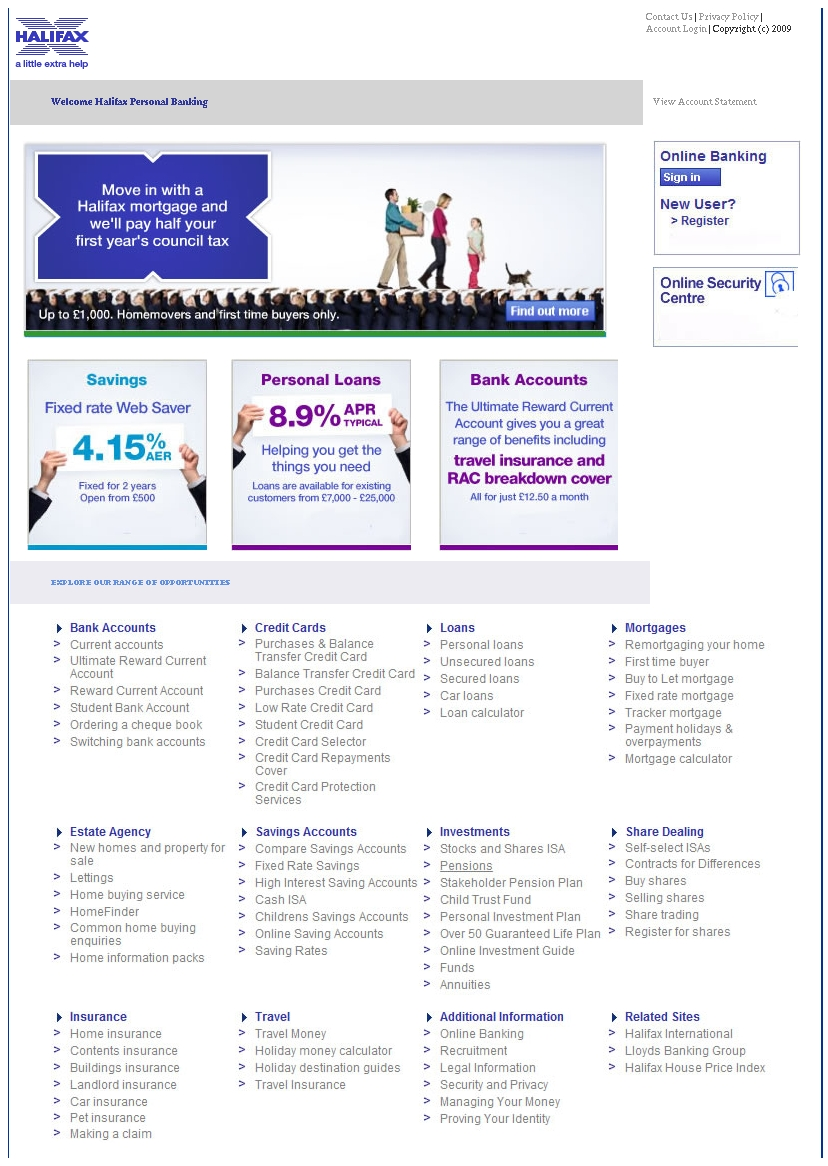 HALIFAX
a little extra help
Contact Us | Privacy Policy |
Account Login | Copyright (c) 2009
Welcome Halifax Personal Banking
View Account Statement
Move in with a
Halifax mortgage and
we'll pay half your
first year's council tax
Up to £1,000. Homemovers and first time buyers only.
Find out more
Online Banking
Sign in
New User?
> Register
Online Security
Centre
Savings
Fixed rate Web Saver
4.15% AER
Fixed for 2 years
Open from £500
Personal Loans
8.9% APR
TYPICAL
Helping you get the
things you need
Loans are available for existing
customers from £7,000 - £25,000
Bank Accounts
The Ultimate Reward Current
Account gives you a great
range of benefits including
travel insurance and
RAC breakdown cover
All for just £12.50 a month
EXPLORE OUR RANGE OF OPPORTUNITIES
Bank Accounts
> Current accounts
> Ultimate Reward Current
Account
> Reward Current Account
> Student Bank Account
> Ordering a cheque book
> Switching bank accounts
Credit Cards
> Purchases & Balance
Transfer Credit Card
> Balance Transfer Credit Card
> Purchases Credit Card
> Low Rate Credit Card
> Student Credit Card
> Credit Card Selector
> Credit Card Repayments
Cover
> Credit Card Protection
Services
Loans
> Personal loans
> Unsecured loans
> Secured loans
> Car loans
> Loan calculator
Mortgages
> Remortgaging your home
> First time buyer
> Buy to Let mortgage
> Fixed rate mortgage
> Tracker mortgage
> Payment holidays &
overpayments
> Mortgage calculator
Estate Agency
> New homes and property for
sale
> Lettings
> Home buying service
> HomeFinder
> Common home buying
enquiries
> Home information packs
Savings Accounts
> Compare Savings Accounts
> Fixed Rate Savings
> High Interest Saving Accounts
> Cash ISA
> Childrens Savings Accounts
> Online Saving Accounts
> Saving Rates
Investments
> Stocks and Shares ISA
> Pensions
> Stakeholder Pension Plan
> Child Trust Fund
> Personal Investment Plan
> Over 50 Guaranteed Life Plan
> Online Investment Guide
> Funds
> Annuities
Share Dealing
> Self-select ISAs
> Contracts for Differences
> Buy shares
> Selling shares
> Share trading
> Register for shares
Insurance
> Home insurance
> Contents insurance
> Buildings insurance
> Landlord insurance
> Car insurance
> Pet insurance
> Making a claim
Travel
> Travel Money
> Holiday money calculator
> Holiday destination guides
> Travel Insurance
Additional Information
> Online Banking
> Recruitment
> Legal Information
> Security and Privacy
> Managing Your Money
> Proving Your Identity
Related Sites
> Halifax International
> Lloyds Banking Group
> Halifax House Price Index